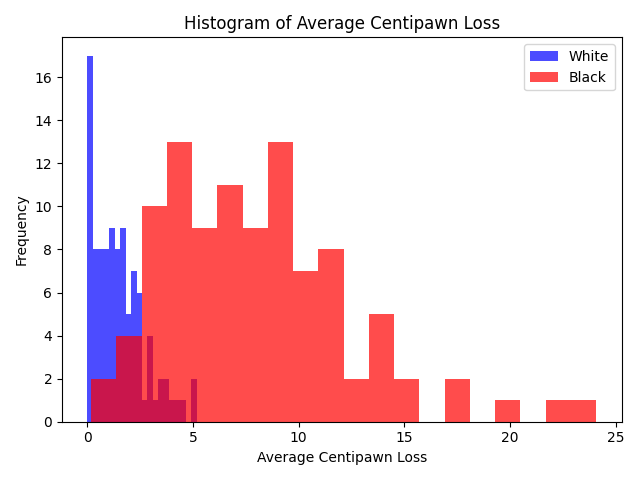 Histogram of Average Centipawn Loss
White
Black
Frequency
16
14
12
10
8
6
4
2
0
0 5 10 15 20 25
Average Centipawn Loss